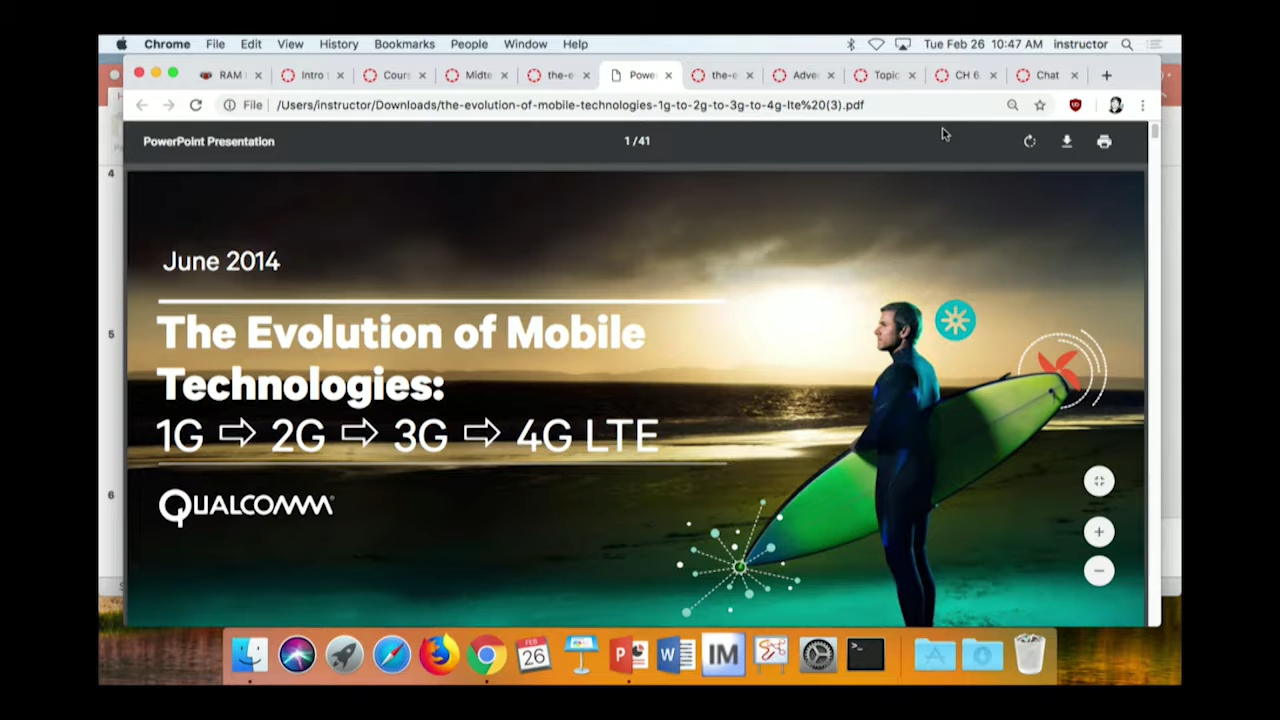 Chrome File Edit View History Bookmarks People Window Help Tue Feb 26 10:47 AM instructor
RAM Intro Cours Midte the-e Powe the-e Adve Topic CH 6. Chat
File /Users/instructor/Downloads/the-evolution-of-mobile-technologies-1g-to-2g-to-3g-to-4g-lte%20(3).pdf
PowerPoint Presentation 1 / 41
4
June 2014
The Evolution of Mobile
5
Technologies:
1G ⇨ 2G ⇨ 3G ⇨ 4G LTE
6
QUALCOMM®
FEB
26
P W IM